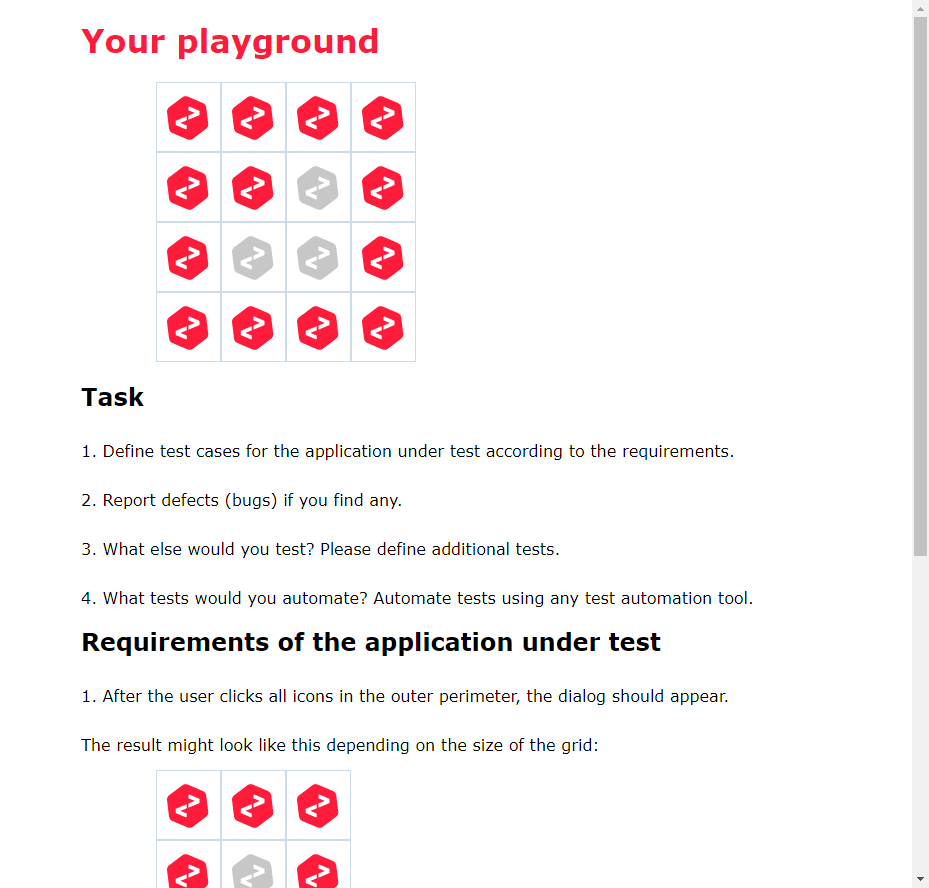 Your playground
Task
1. Define test cases for the application under test according to the requirements.
2. Report defects (bugs) if you find any.
3. What else would you test? Please define additional tests.
4. What tests would you automate? Automate tests using any test automation tool.
Requirements of the application under test
1. After the user clicks all icons in the outer perimeter, the dialog should appear.
The result might look like this depending on the size of the grid: